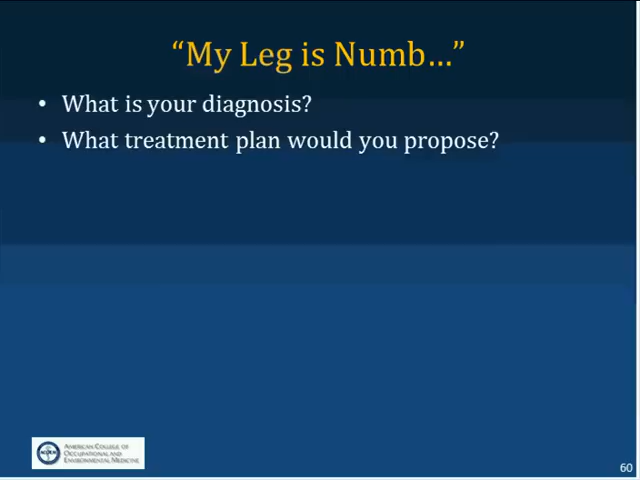 “My Leg is Numb…”
• What is your diagnosis?
• What treatment plan would you propose?
American College of
Occupational and
Environmental Medicine
60